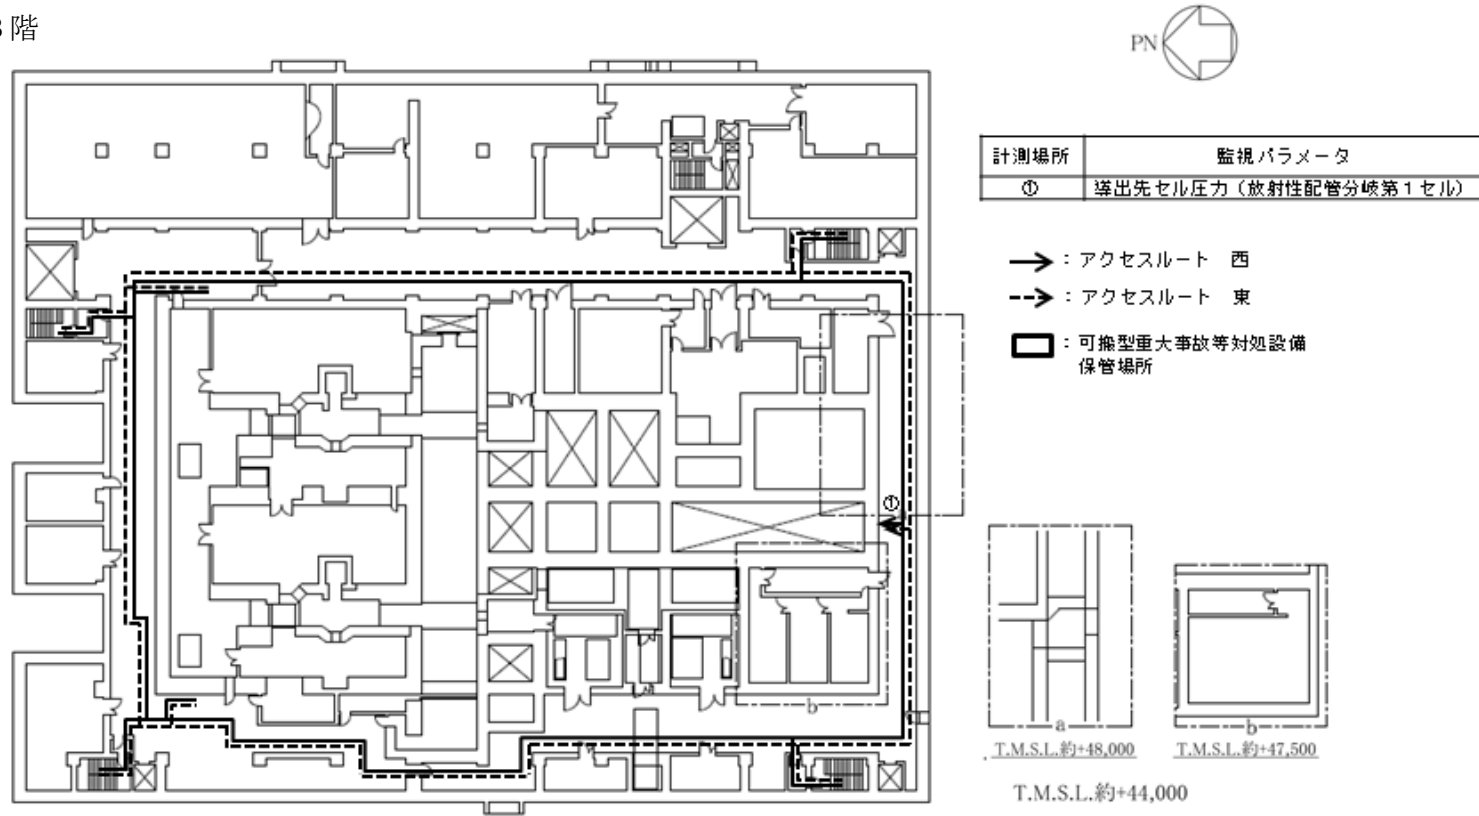 階
PN
計測場所 監視パラメータ
① 導出先セル圧力（放射性配管分岐第１セル）
：アクセスルート 西
：アクセスルート 東
：可搬型重大事故等対処設備
保管場所
①
b
a
b
T.M.S.L.約+48,000
T.M.S.L.約+47,500
T.M.S.L.約+44,000